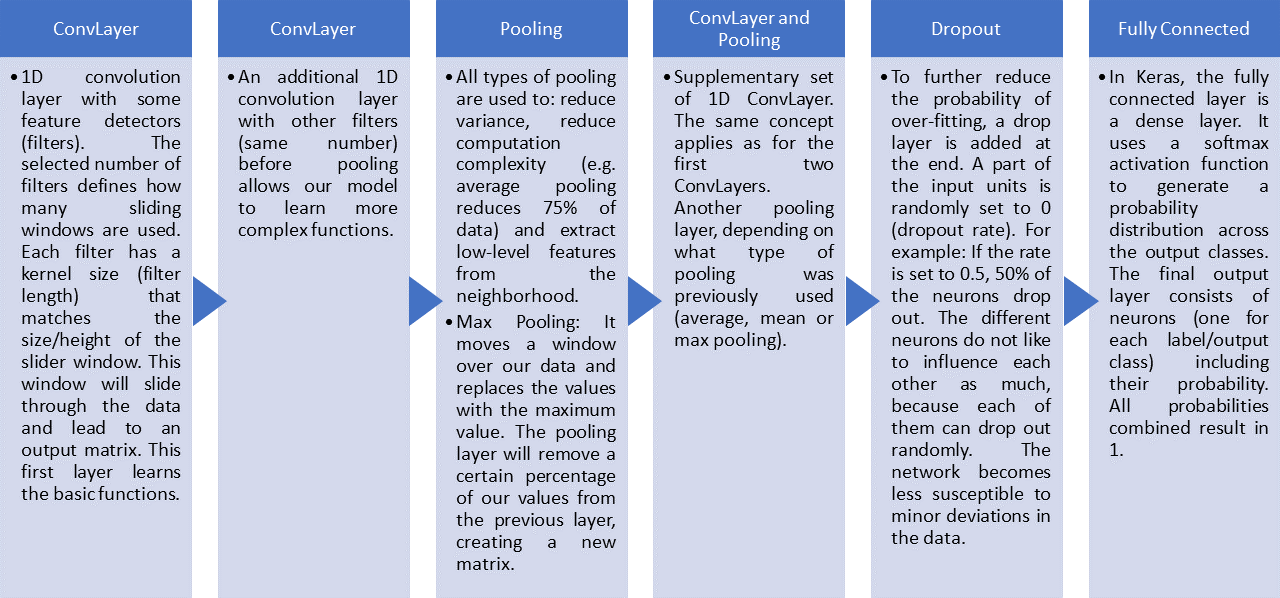 ConvLayer
• 1D convolution
layer with some
feature detectors
(filters). The
selected number of
filters defines how
many sliding
windows are used.
Each filter has a
kernel size (filter
length) that
matches the
size/height of the
slider window. This
window will slide
through the data
and lead to an
output matrix. This
first layer learns
the basic functions.
ConvLayer
• An additional 1D
convolution layer
with other filters
(same number)
before pooling
allows our model
to learn more
complex functions.
Pooling
• All types of pooling
are used to: reduce
variance, reduce
computation
complexity (e.g.
average pooling
reduces 75% of
data) and extract
low-level features
from the
neighborhood.
• Max Pooling: It
moves a window
over our data and
replaces the values
with the maximum
value. The pooling
layer will remove a
certain percentage
of our values from
the previous layer,
creating a new
matrix.
ConvLayer and
Pooling
• Supplementary set
of 1D ConvLayer.
The same concept
applies as for the
first two
ConvLayers.
Another pooling
layer, depending on
what type of
pooling was
previously used
(average, mean or
max pooling).
Dropout
• To further reduce
the probability of
over-fitting, a drop
layer is added at
the end. A part of
the input units is
randomly set to 0
(dropout rate). For
example: If the rate
is set to 0.5, 50% of
the neurons drop
out. The different
neurons do not like
to influence each
other as much,
because each of
them can drop out
randomly. The
network becomes
less susceptible to
minor deviations in
the data.
Fully Connected
• In Keras, the fully
connected layer is
a dense layer. It
uses a softmax
activation function
to generate a
probability
distribution across
the output classes.
The final output
layer consists of
neurons (one for
each label/output
class) including
their probability.
All probabilities
combined result in
1.